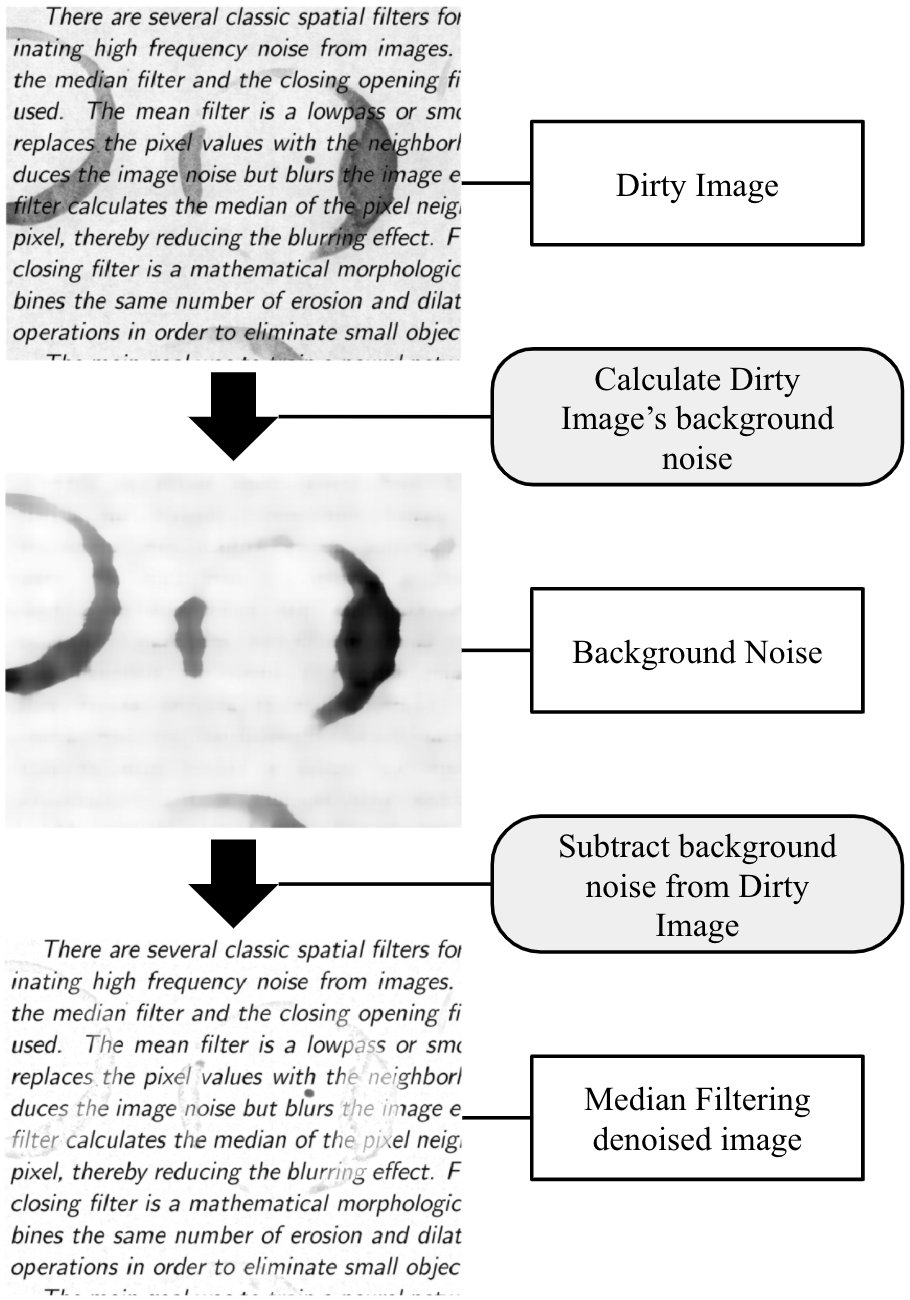 There are several classic spatial filters for
inating high frequency noise from images.
the median filter and the closing opening fi
used. The mean filter is a lowpass or smo
replaces the pixel values with the neighborh
duces the image noise but blurs the image e
filter calculates the median of the pixel neig
pixel, thereby reducing the blurring effect. F
closing filter is a mathematical morphologic
bines the same number of erosion and dilat
operations in order to eliminate small objec
Dirty Image
Calculate Dirty
Image's background
noise
Background Noise
Subtract background
noise from Dirty
Image
There are several classic spatial filters for
inating high frequency noise from images.
the median filter and the closing opening fi
used. The mean filter is a lowpass or smo
replaces the pixel values with the neighborh
duces the image noise but blurs the image e
filter calculates the median of the pixel neig
pixel, thereby reducing the blurring effect. F
closing filter is a mathematical morphologic
bines the same number of erosion and dilat
operations in order to eliminate small objec
Median Filtering
denoised image